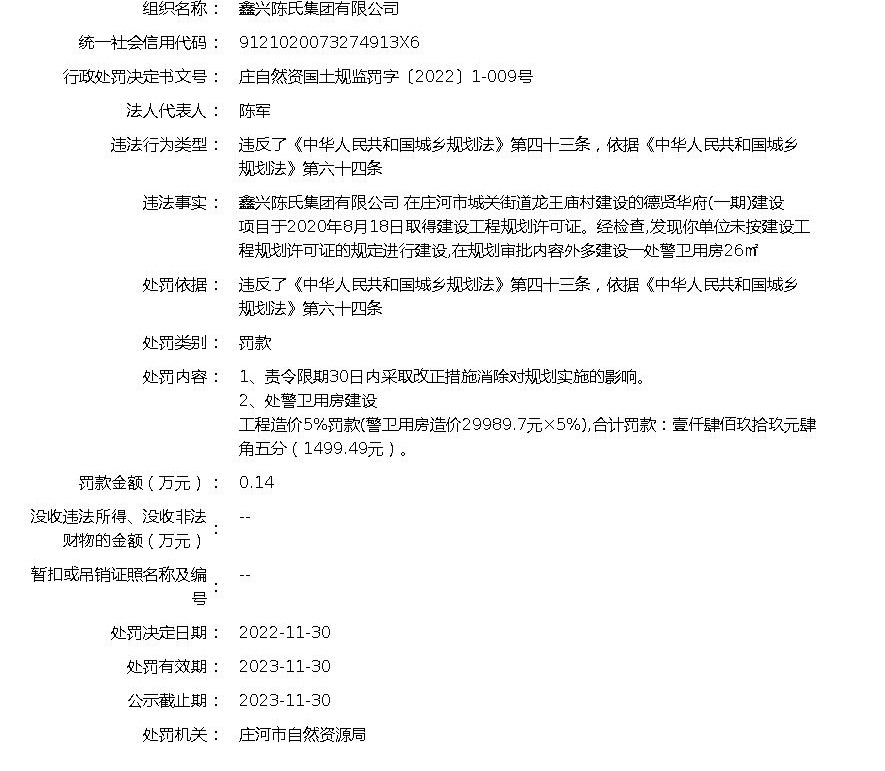 组织名称： 鑫兴陈氏集团有限公司
统一社会信用代码： 9121020073274913X6
行政处罚决定书文号： 庄自然资国土规监罚字〔2022〕1-009号
法人代表人： 陈军
违法行为类型： 违反了《中华人民共和国城乡规划法》第四十三条，依据《中华人民共和国城乡
规划法》第六十四条
违法事实： 鑫兴陈氏集团有限公司 在庄河市城关街道龙王庙村建设的德贤华府(一期)建设
项目于2020年8月18日取得建设工程规划许可证。经检查,发现你单位未按建设工
程规划许可证的规定进行建设,在规划审批内容外多建设一处警卫用房26㎡
处罚依据： 违反了《中华人民共和国城乡规划法》第四十三条，依据《中华人民共和国城乡
规划法》第六十四条
处罚类别： 罚款
处罚内容： 1、责令限期30日内采取改正措施消除对规划实施的影响。
2、处警卫用房建设
工程造价5%罚款(警卫用房造价29989.7元×5%),合计罚款：壹仟肆佰玖拾玖元肆
角五分（1499.49元）。
罚款金额（万元）： 0.14
没收违法所得、没收非法
财物的金额（万元）： --
暂扣或吊销证照名称及编
号： --
处罚决定日期： 2022-11-30
处罚有效期： 2023-11-30
公示截止期： 2023-11-30
处罚机关： 庄河市自然资源局